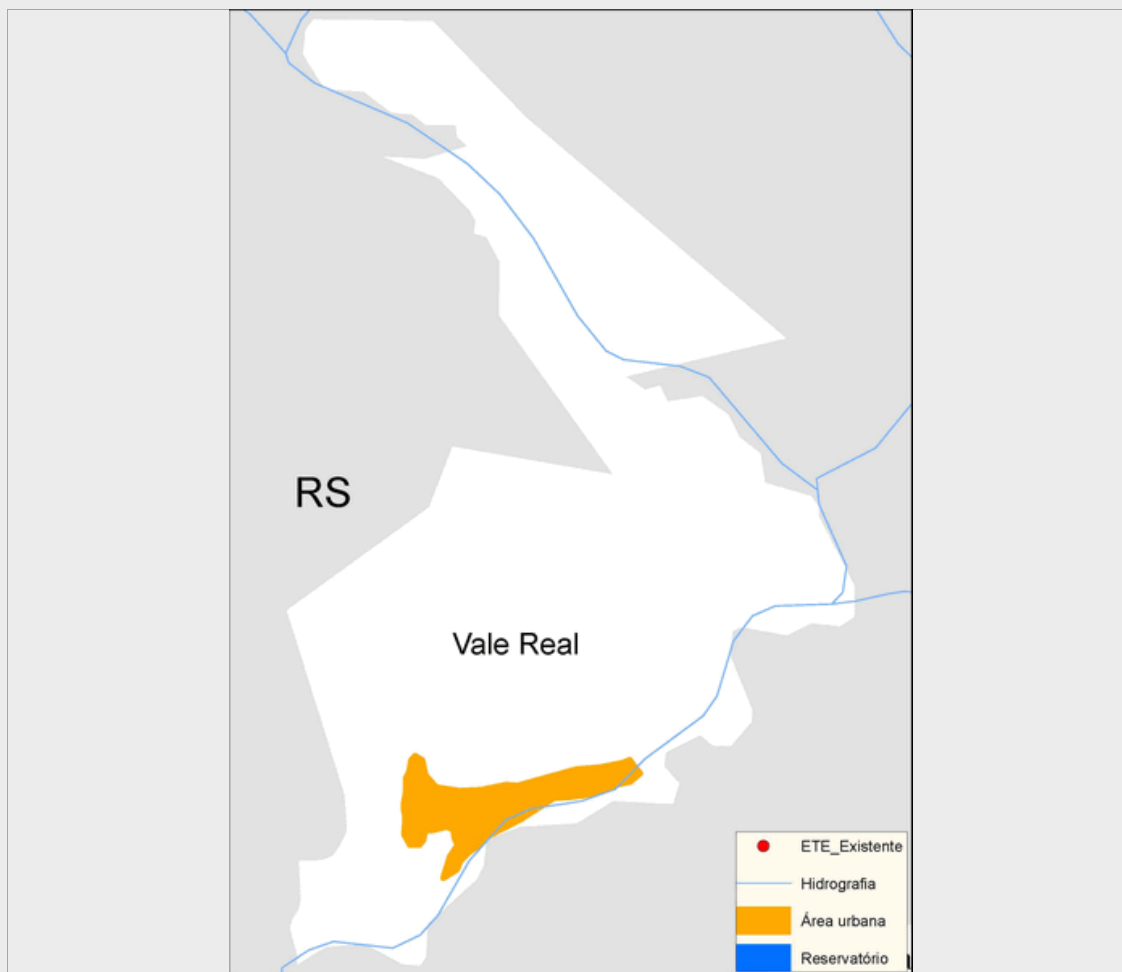 RS
Vale Real
ETE_Existente
Hidrografia
Área urbana
Reservatório